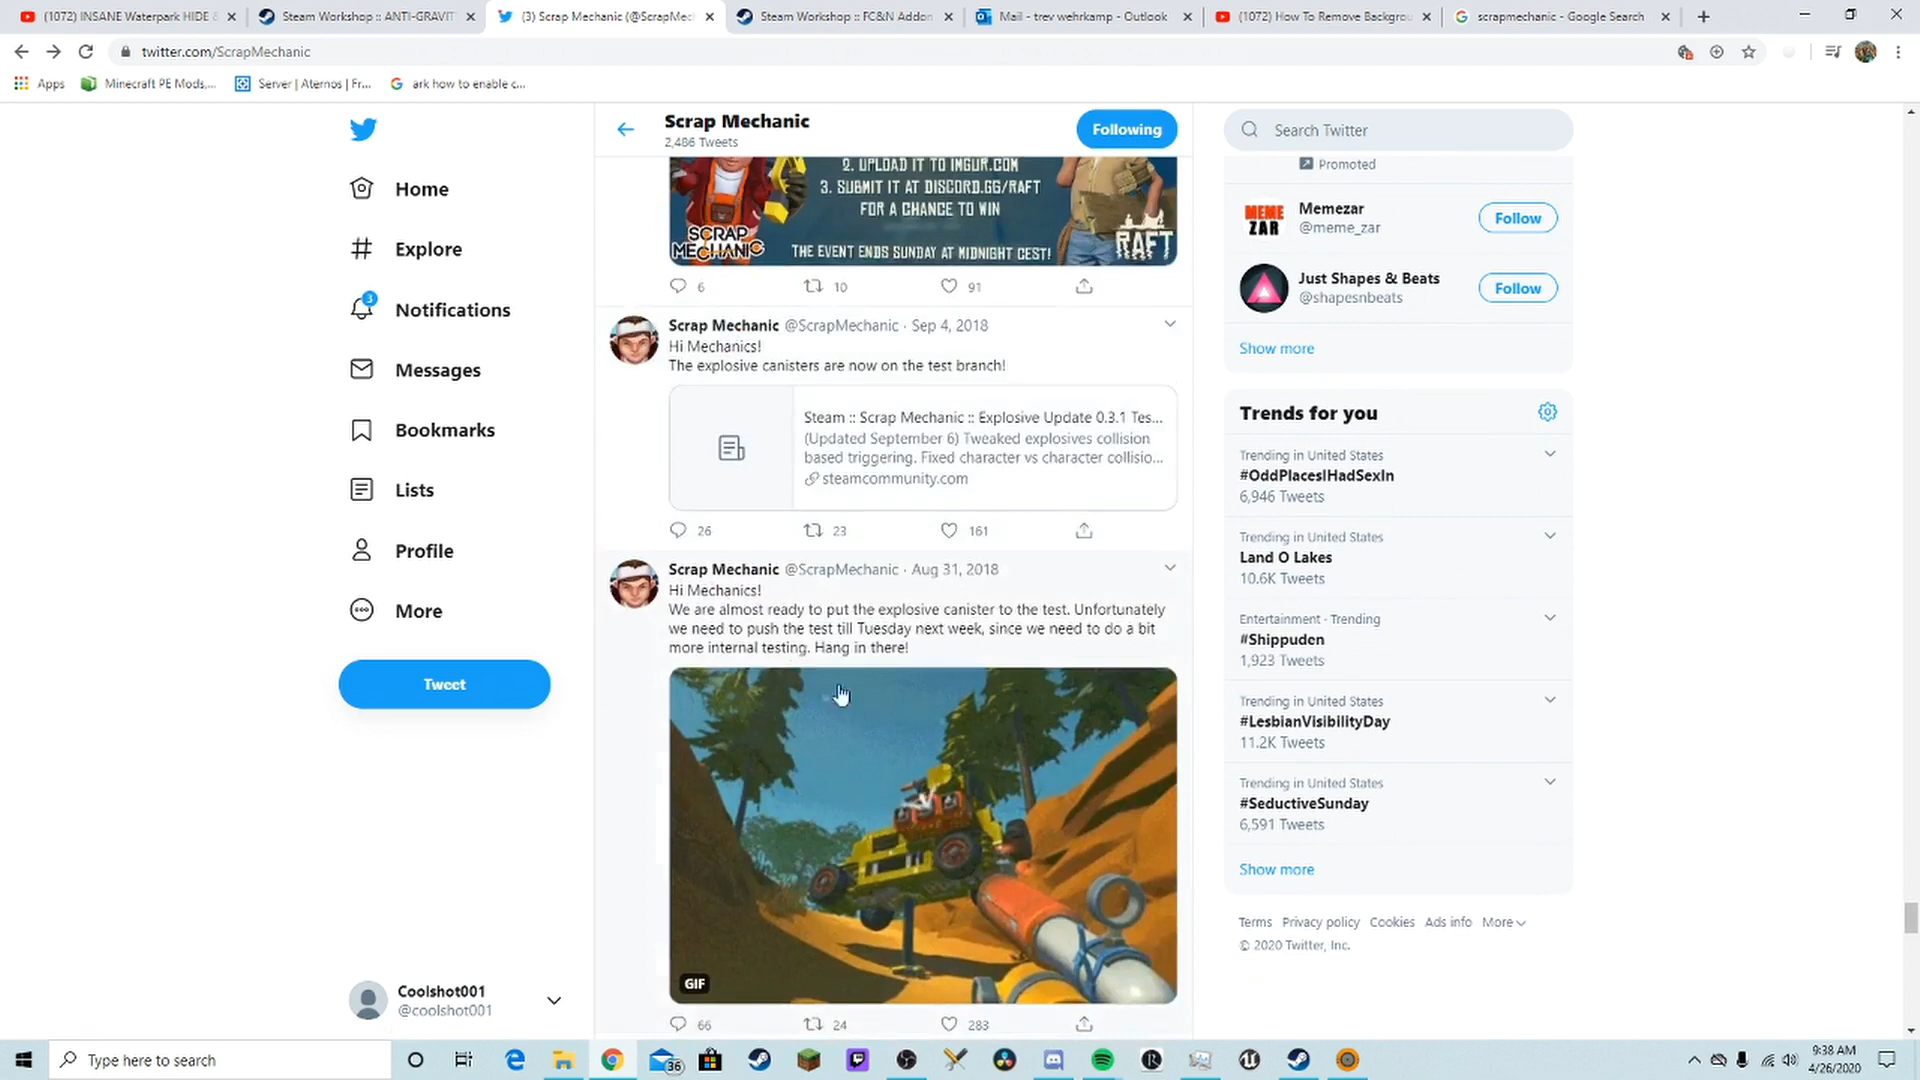 (1072) INSANE Waterpark HIDE &
Steam Workshop :: ANTI-GRAVIT
(3) Scrap Mechanic (@ScrapMec
Steam Workshop :: FC&N Addon
Mail - trev wehrkamp - Outlook
(1072) How To Remove Backgrou
scrapmechanic - Google Search
twitter.com/ScrapMechanic
Apps
Minecraft PE Mods,...
Server | Aternos | Fr...
ark how to enable c...
Home
Explore
3
Notifications
Messages
Bookmarks
Lists
Profile
More
Tweet
Coolshot001
@coolshot001
Scrap Mechanic
2,486 Tweets
Following
2. UPLOAD IT TO IMGUR.COM
3. SUBMIT IT AT DISCORD.GG/RAFT
FOR A CHANCE TO WIN
SCRAP
MECHANIC
THE EVENT ENDS SUNDAY AT MIDNIGHT CEST!
RAFT
6 10 91
Scrap Mechanic @ScrapMechanic · Sep 4, 2018
Hi Mechanics!
The explosive canisters are now on the test branch!
Steam :: Scrap Mechanic :: Explosive Update 0.3.1 Tes...
(Updated September 6) Tweaked explosives collision
based triggering. Fixed character vs character collisio...
steamcommunity.com
26 23 161
Scrap Mechanic @ScrapMechanic · Aug 31, 2018
Hi Mechanics!
We are almost ready to put the explosive canister to the test. Unfortunately
we need to push the test till Tuesday next week, since we need to do a bit
more internal testing. Hang in there!
GIF
66 24 283
Search Twitter
Promoted
MEME
ZAR
Memezar
@meme_zar
Follow
Just Shapes & Beats
@shapesnbeats
Follow
Show more
Trends for you
Trending in United States
#OddPlacesIHadSexIn
6,946 Tweets
Trending in United States
Land O Lakes
10.6K Tweets
Entertainment · Trending
#Shippuden
1,923 Tweets
Trending in United States
#LesbianVisibilityDay
11.2K Tweets
Trending in United States
#SeductiveSunday
6,591 Tweets
Show more
Terms Privacy policy Cookies Ads info More
© 2020 Twitter, Inc.
Type here to search
36
9:38 AM
4/26/2020